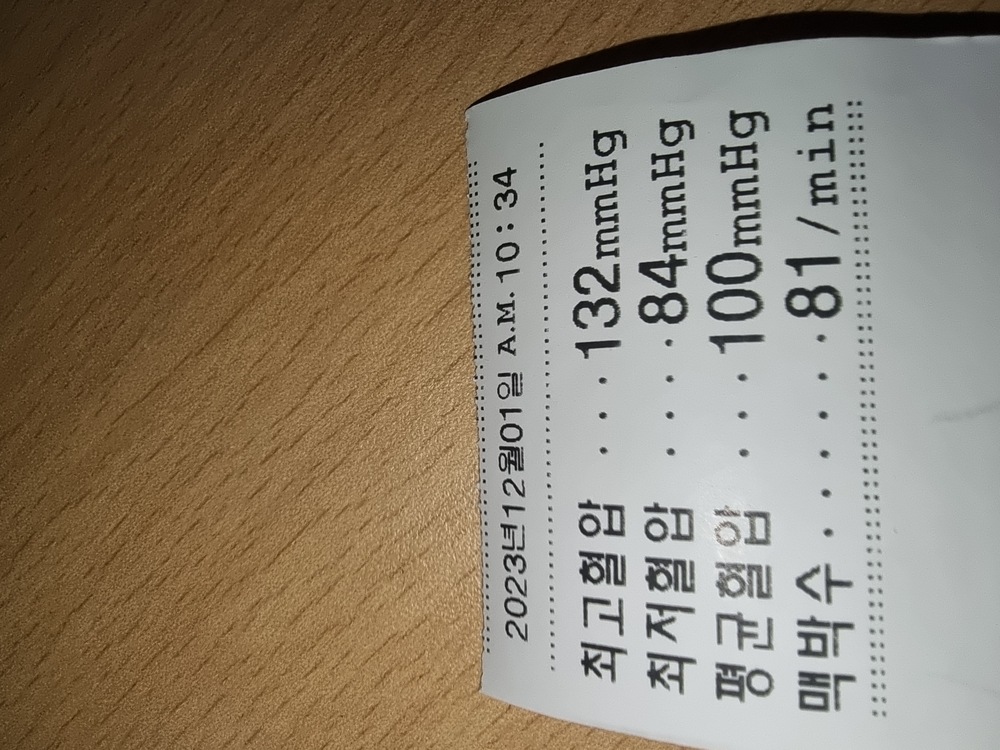 2023년12월01일 A.M. 10:34
최고혈압 ...132mmHg
최저혈압 ...·84mmHg
평균혈압 ...100mmHg
맥박수.....·81/min